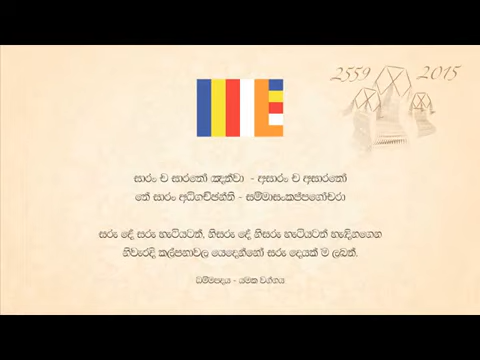 2559 2015
සාරං ච සාරතෝ ඤත්වා - අසාරං ච අසාරතෝ
තේ සාරං අධිගච්ඡන්ති - සම්මාසංකප්පගෝචරා
සරු දේ සරු හැටියටත්, නිසරු දේ නිසරු හැටියටත් හැඳිනගෙන
නිවැරදි කල්පනාවල යෙදෙන්නෝ සරු දෙයක් ම ලබත්.
ධම්මපදය - යමක වග්ගය